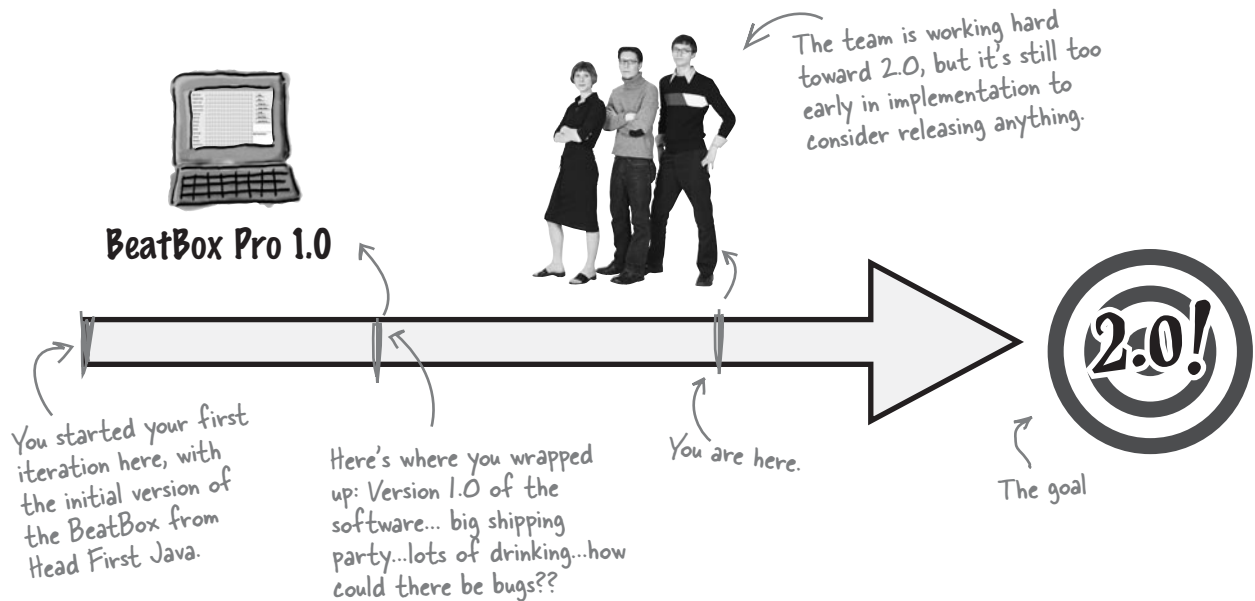 The team is working hard
toward 2.0, but it's still too
early in implementation to
consider releasing anything.
BeatBox Pro 1.0
2.0!
You started your first
iteration here, with
the initial version of
the BeatBox from
Head First Java.
Here's where you wrapped
up: Version 1.0 of the
software... big shipping
party...lots of drinking...how
could there be bugs??
You are here.
The goal